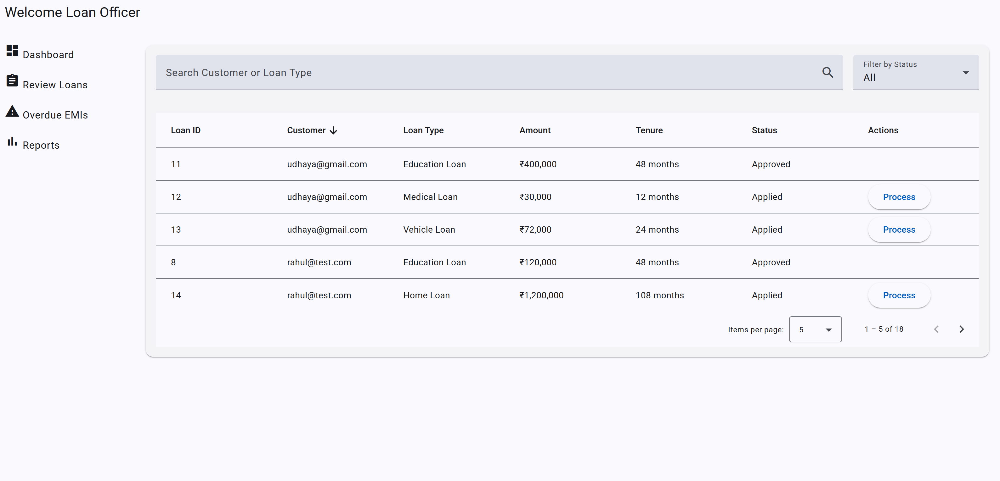 Welcome Loan Officer
Dashboard
Review Loans
Overdue EMIs
Reports
Search Customer or Loan Type
Filter by Status
All
Loan ID Customer Loan Type Amount Tenure Status Actions
11 udhaya@gmail.com Education Loan ₹400,000 48 months Approved
12 udhaya@gmail.com Medical Loan ₹30,000 12 months Applied Process
13 udhaya@gmail.com Vehicle Loan ₹72,000 24 months Applied Process
8 rahul@test.com Education Loan ₹120,000 48 months Approved
14 rahul@test.com Home Loan ₹1,200,000 108 months Applied Process
Items per page: 5 1 – 5 of 18